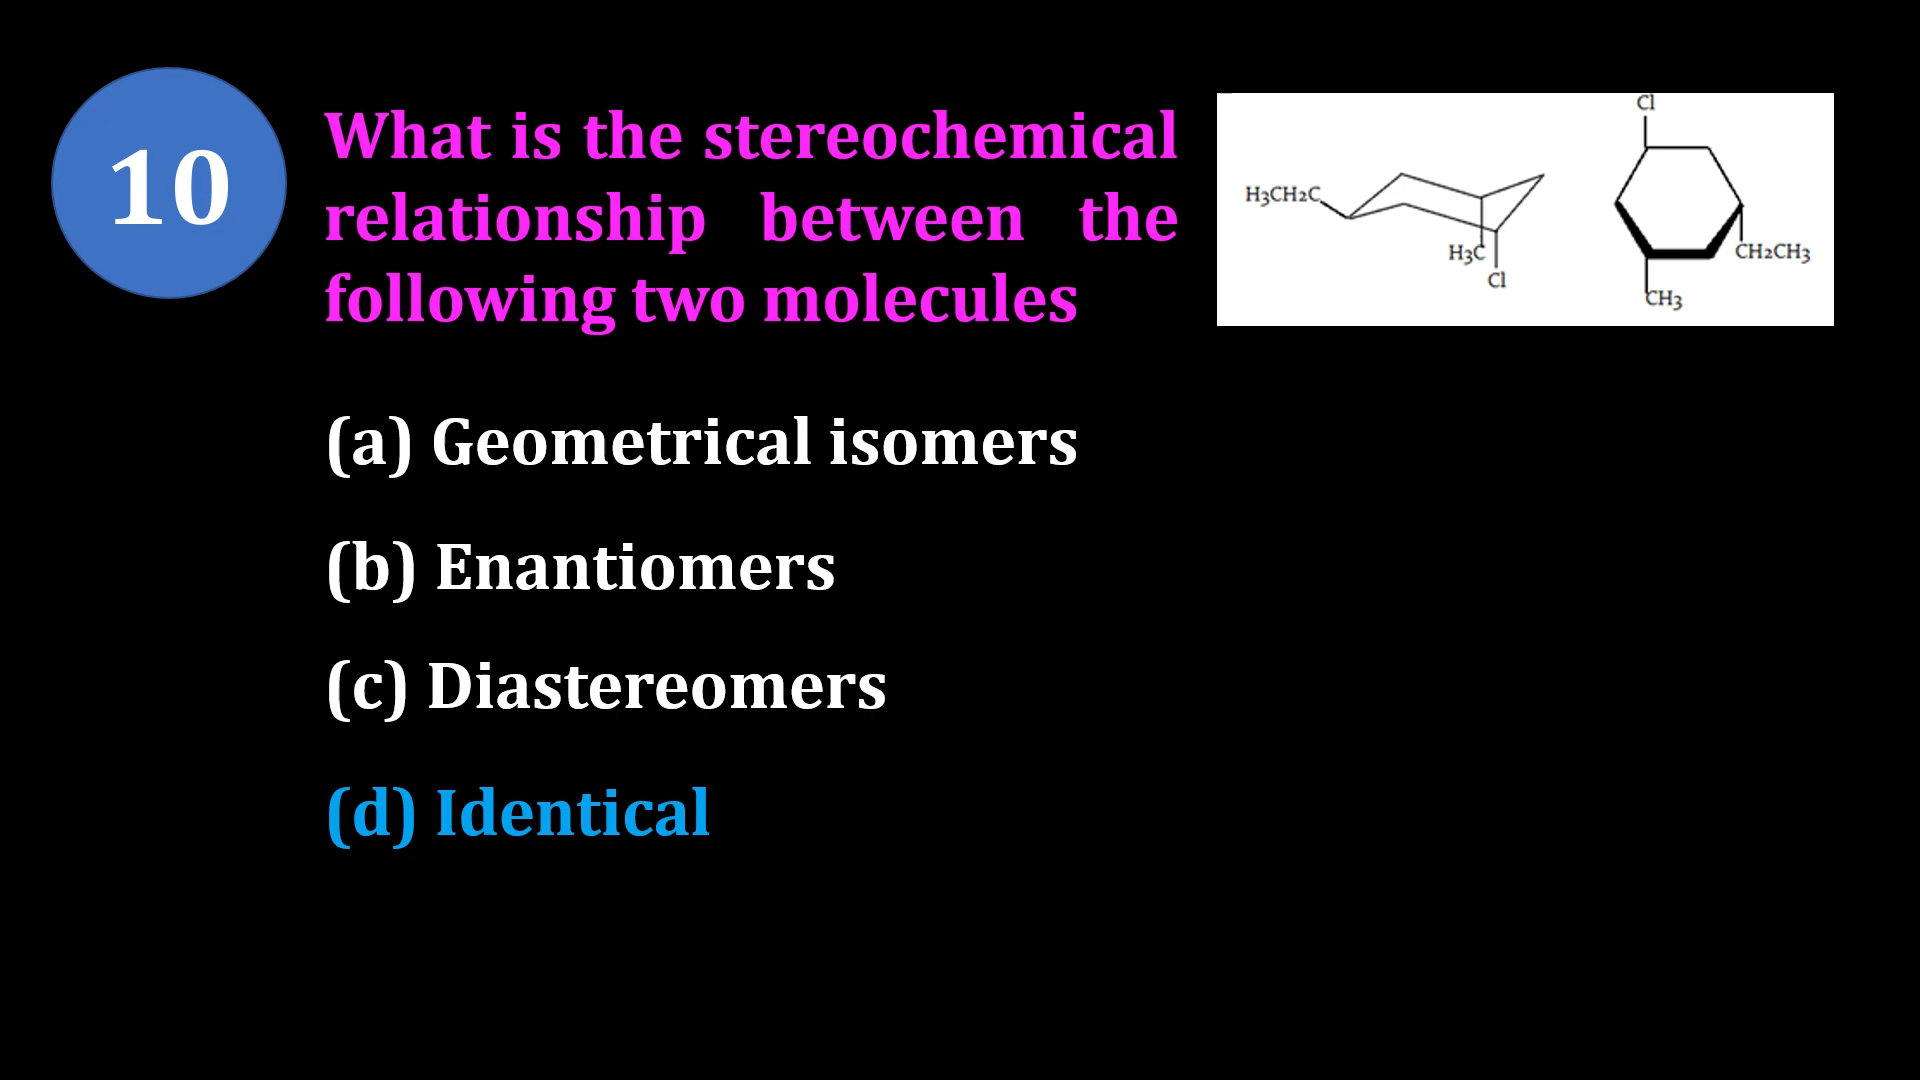 10
What is the stereochemical
relationship between the
following two molecules
H3CH2C
H3C
Cl
Cl
CH2CH3
CH3
(a) Geometrical isomers
(b) Enantiomers
(c) Diastereomers
(d) Identical